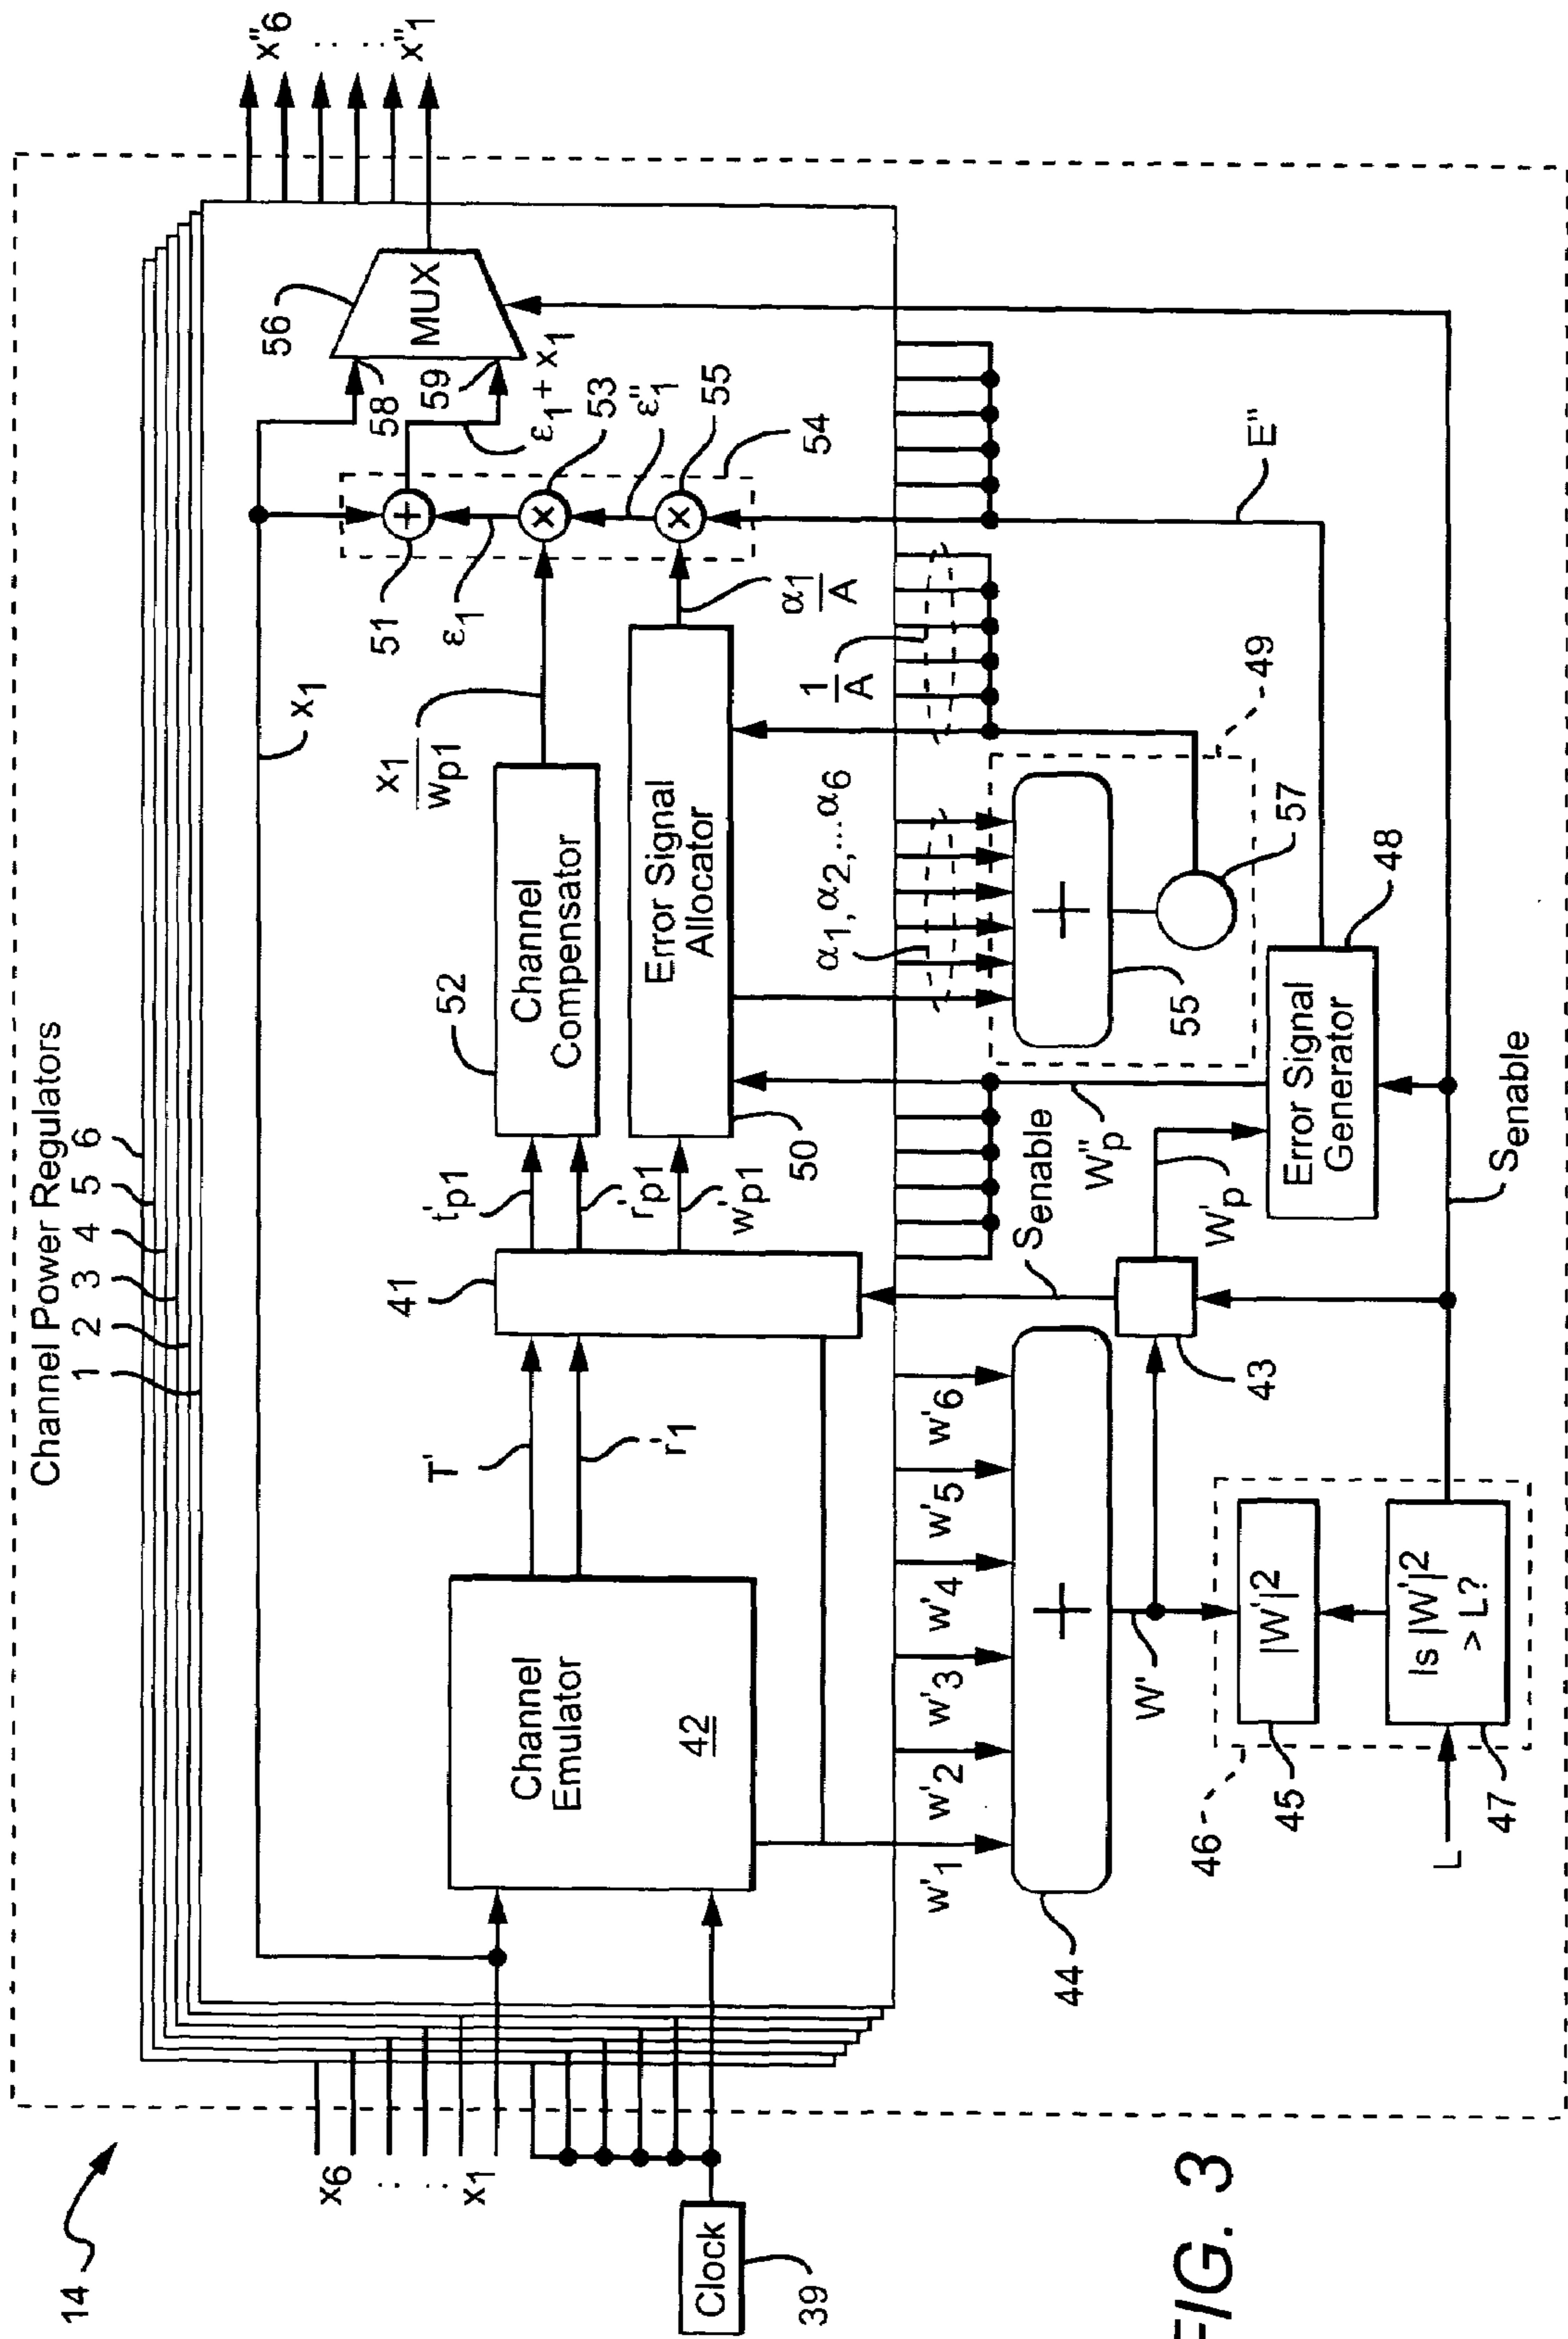 14
Channel Power Regulators
1 2 3 4 5 6
x6
x1
Clock
39
Channel
Emulator
42
T'
r'1
41
t'p1
r'p1
w'p1
52
Channel
Compensator
x1
wp1
50
Error Signal
Allocator
α1
A
x1
51
ε1
ε1 + x1
53
ε"1
55
54
56
MUX
58
59
x"6
x"1
w'1
w'2
w'3
w'4
w'5
w'6
44
+
W'
46
45
|W'|2
47
Is |W'|2
> L?
L
43
Senable
W'p
W"p
α1, α2,...α6
1
A
+
55
57
49
Error Signal
Generator
48
E"
Senable
FIG. 3